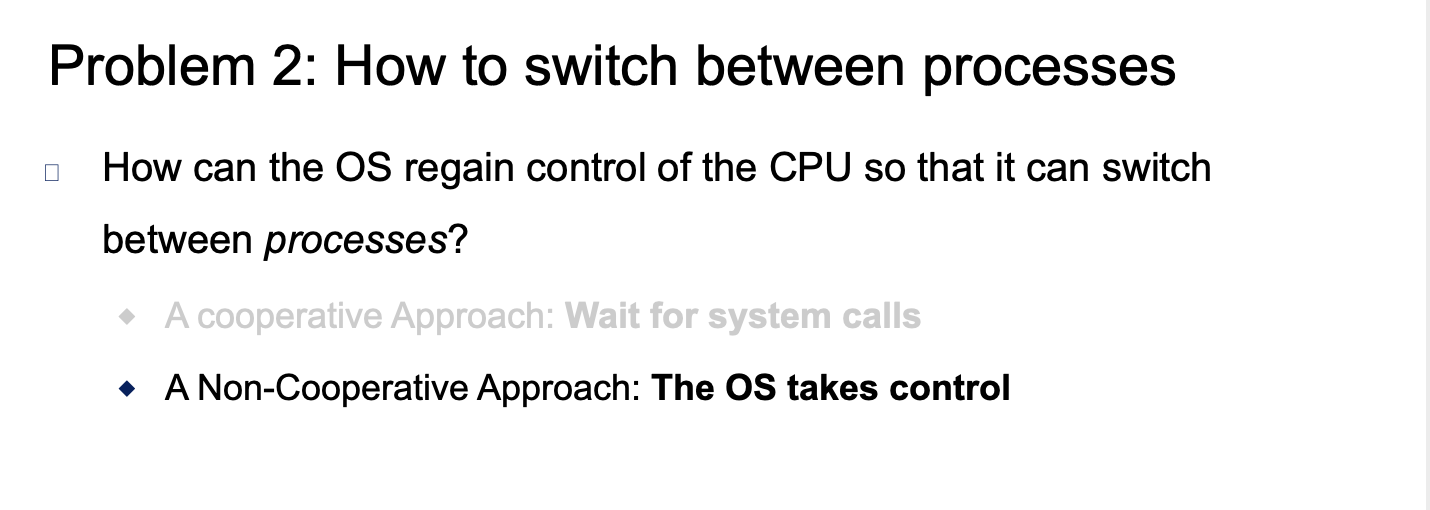 Problem 2: How to switch between processes
How can the OS regain control of the CPU so that it can switch
between processes?
A cooperative Approach: Wait for system calls
A Non-Cooperative Approach: The OS takes control